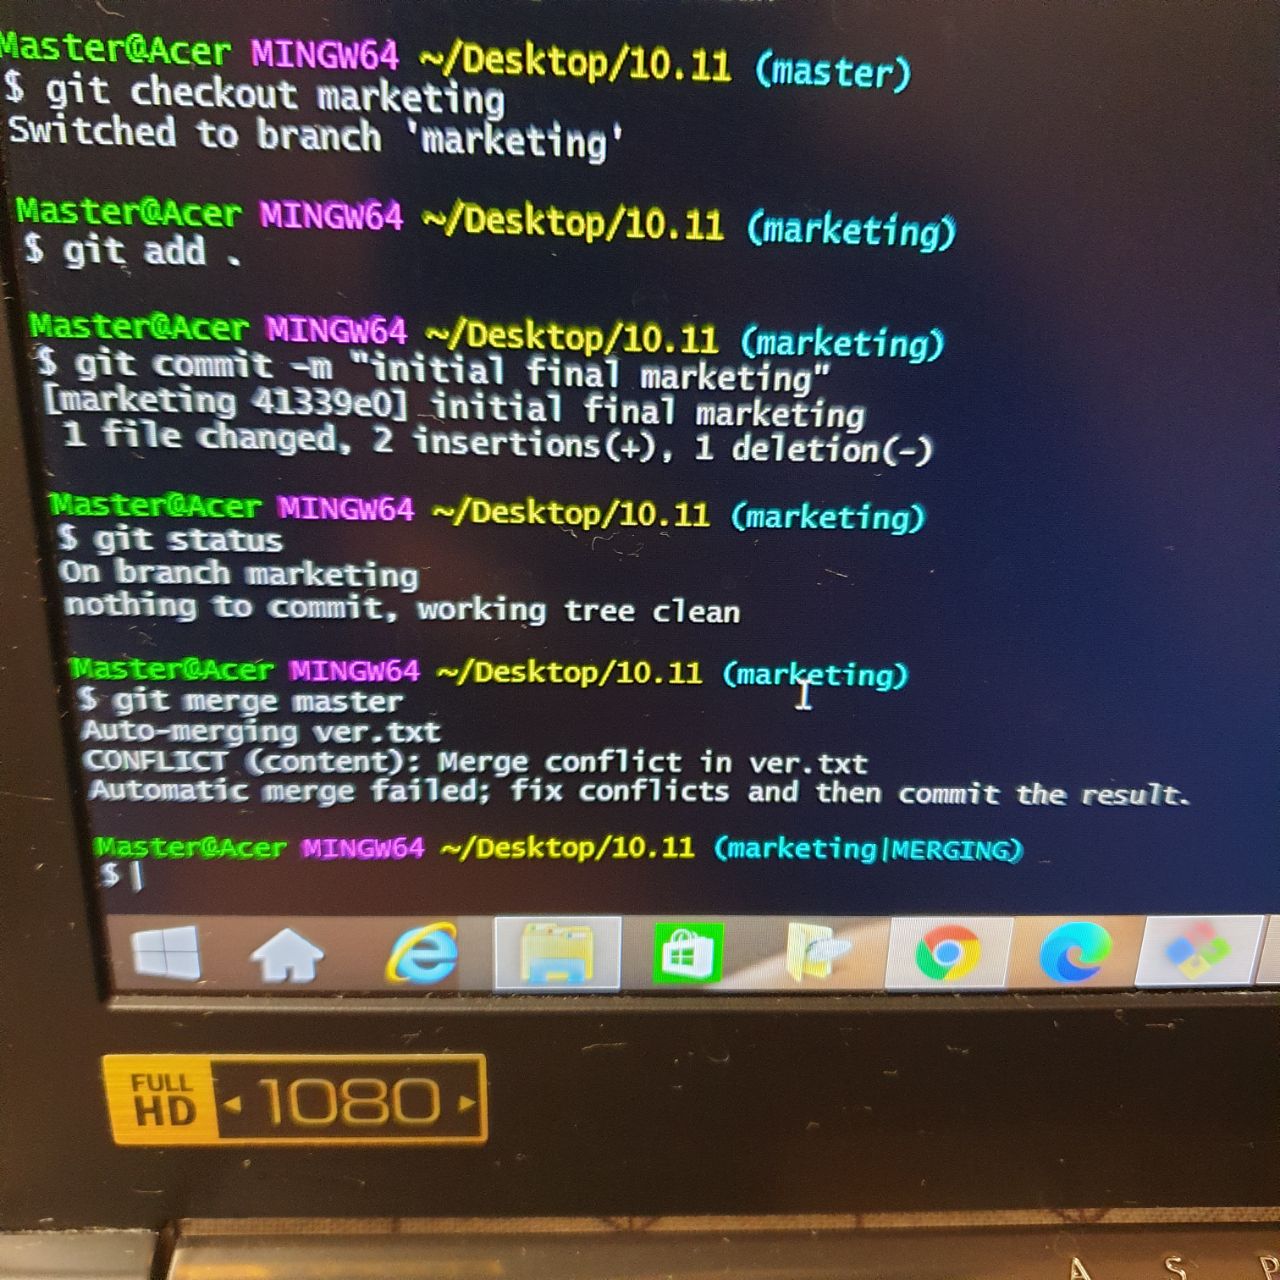 Master@Acer MINGW64 ~/Desktop/10.11 (master)
$ git checkout marketing
Switched to branch 'marketing'
Master@Acer MINGW64 ~/Desktop/10.11 (marketing)
$ git add .
Master@Acer MINGW64 ~/Desktop/10.11 (marketing)
$ git commit -m "initial final marketing"
[marketing 41339e0] initial final marketing
1 file changed, 2 insertions(+), 1 deletion(-)
Master@Acer MINGW64 ~/Desktop/10.11 (marketing)
$ git status
On branch marketing
nothing to commit, working tree clean
Master@Acer MINGW64 ~/Desktop/10.11 (marketing)
$ git merge master
Auto-merging ver.txt
CONFLICT (content): Merge conflict in ver.txt
Automatic merge failed; fix conflicts and then commit the result.
Master@Acer MINGW64 ~/Desktop/10.11 (marketing|MERGING)
$
FULL HD 1080
A S P